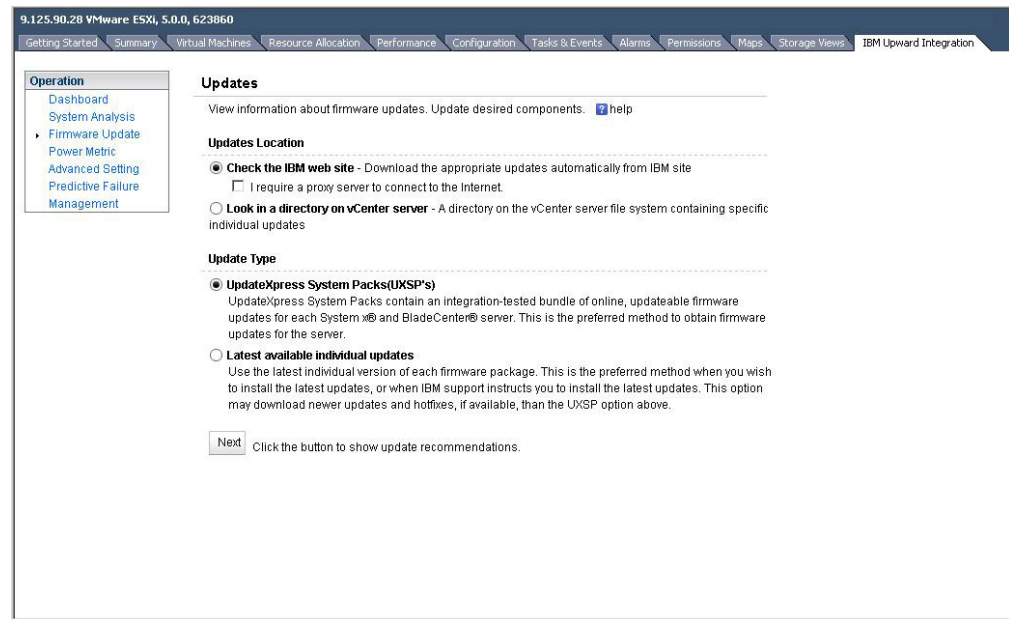 9.125.90.28 VMware ESXi, 5.0.0, 623860
Getting Started Summary Virtual Machines Resource Allocation Performance Configuration Tasks & Events Alarms Permissions Maps Storage Views IBM Upward Integration
Operation
Dashboard
System Analysis
Firmware Update
Power Metric
Advanced Setting
Predictive Failure
Management
Updates
View information about firmware updates. Update desired components. ? help
Updates Location
Check the IBM web site - Download the appropriate updates automatically from IBM site
I require a proxy server to connect to the Internet.
Look in a directory on vCenter server - A directory on the vCenter server file system containing specific
individual updates
Update Type
UpdateXpress System Packs(UXSP's)
UpdateXpress System Packs contain an integration-tested bundle of online, updateable firmware
updates for each System x® and BladeCenter® server. This is the preferred method to obtain firmware
updates for the server.
Latest available individual updates
Use the latest individual version of each firmware package. This is the preferred method when you wish
to install the latest updates, or when IBM support instructs you to install the latest updates. This option
may download newer updates and hotfixes, if available, than the UXSP option above.
Next Click the button to show update recommendations.